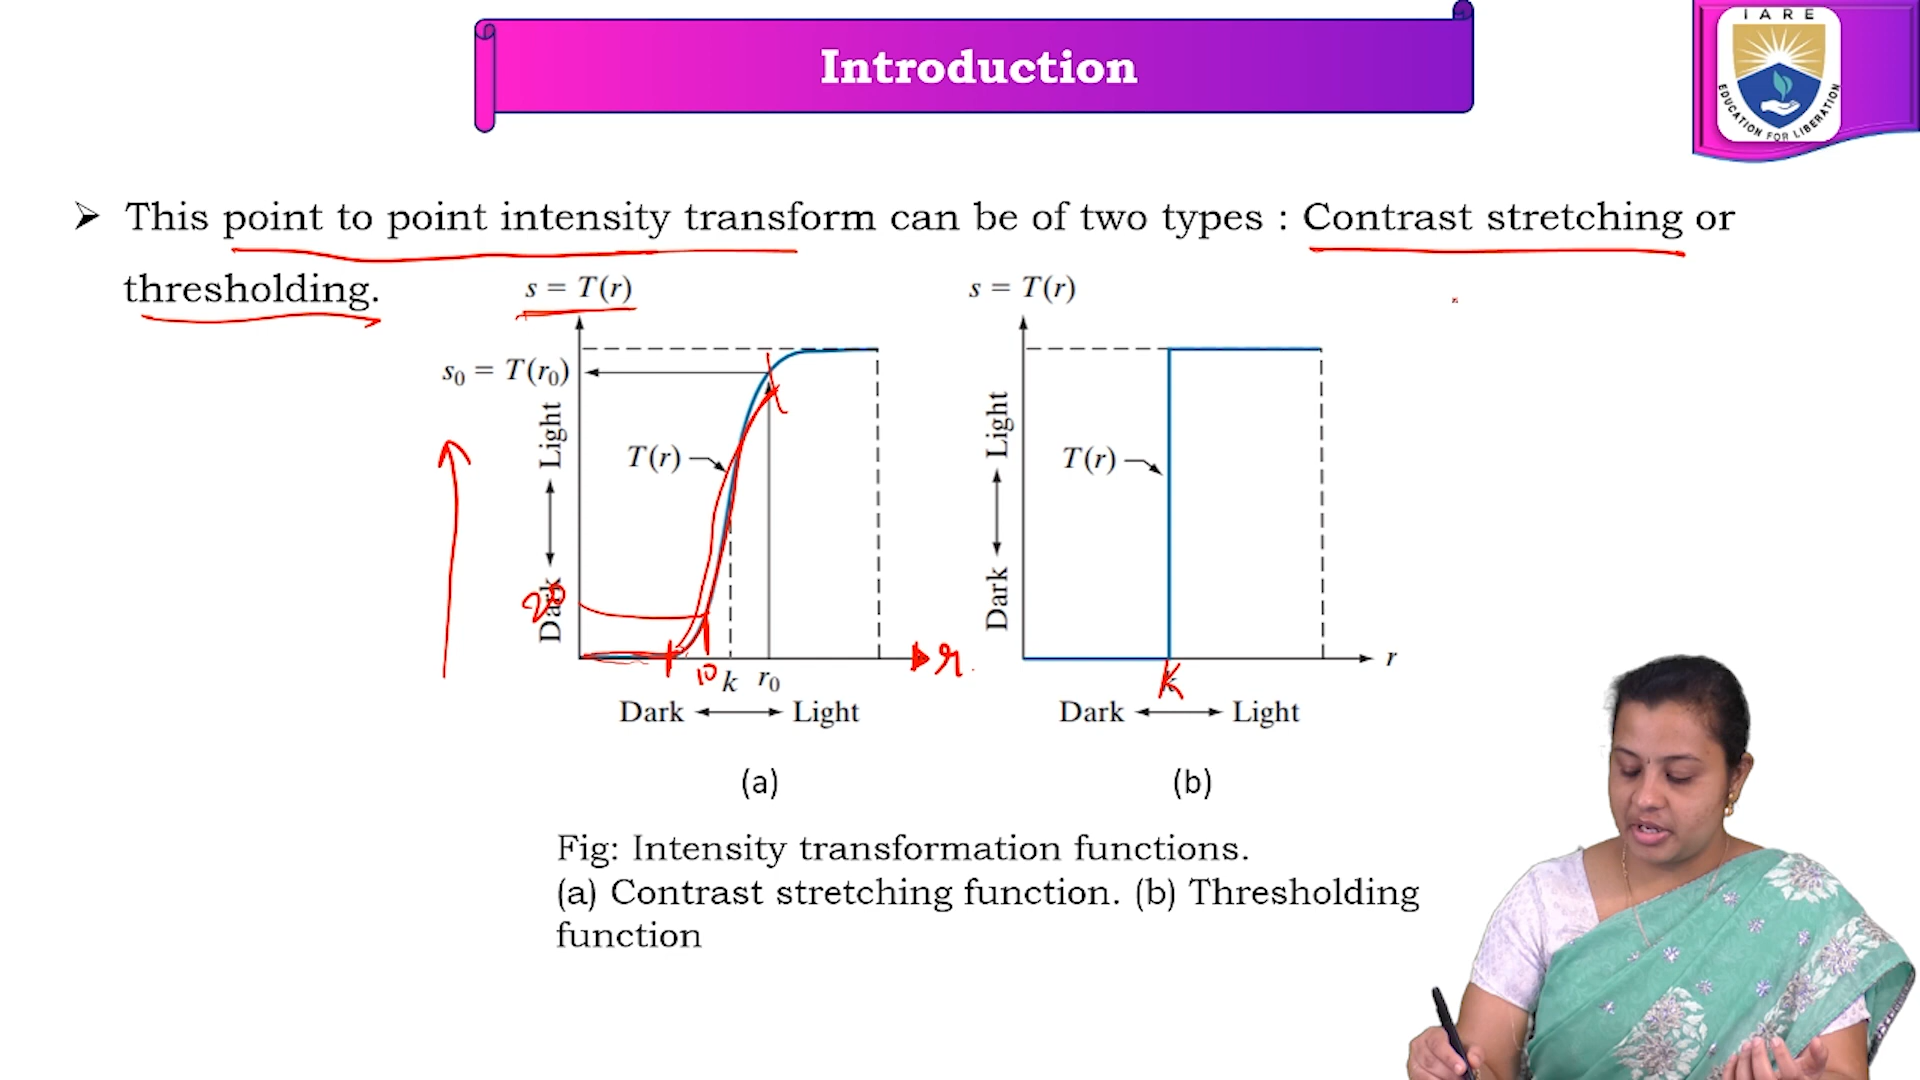 Introduction
IARE
EDUCATION FOR LIBERATION
➤ This point to point intensity transform can be of two types : Contrast stretching or
thresholding.
s = T(r)
s₀ = T(r₀)
Dark Light
T(r)
20
10
k r₀
r
Dark Light
(a)
s = T(r)
Dark Light
T(r)
K
r
Dark Light
(b)
Fig: Intensity transformation functions.
(a) Contrast stretching function. (b) Thresholding
function